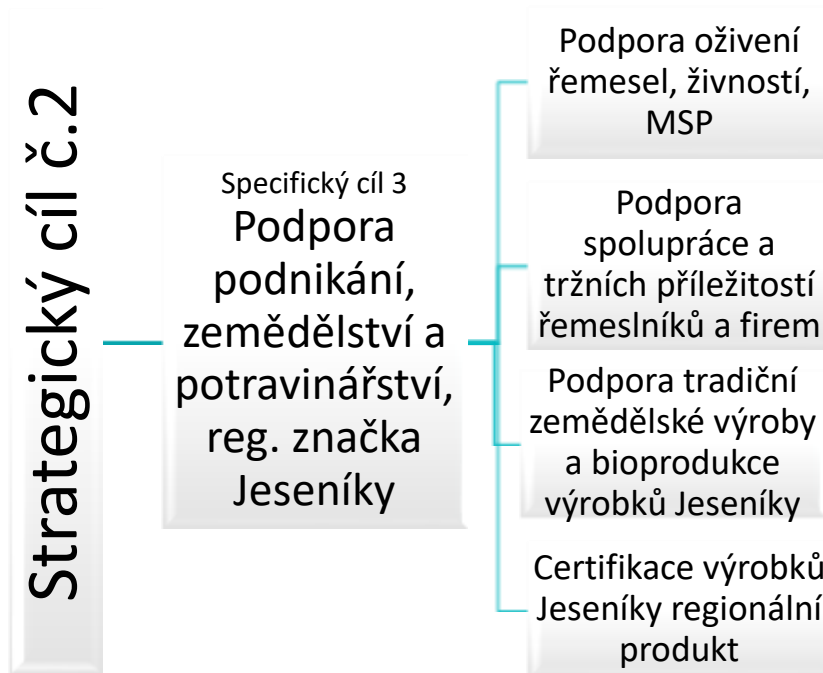 Strategický cíl č.2
Specifický cíl 3
Podpora
podnikání,
zemědělství a
potravinářství,
reg. značka
Jeseníky
Podpora oživení
řemesel, živností,
MSP
Podpora
spolupráce a
tržních příležitostí
řemeslníků a firem
Podpora tradiční
zemědělské výroby
a bioprodukce
výrobků Jeseníky
Certifikace výrobků
Jeseníky regionální
produkt